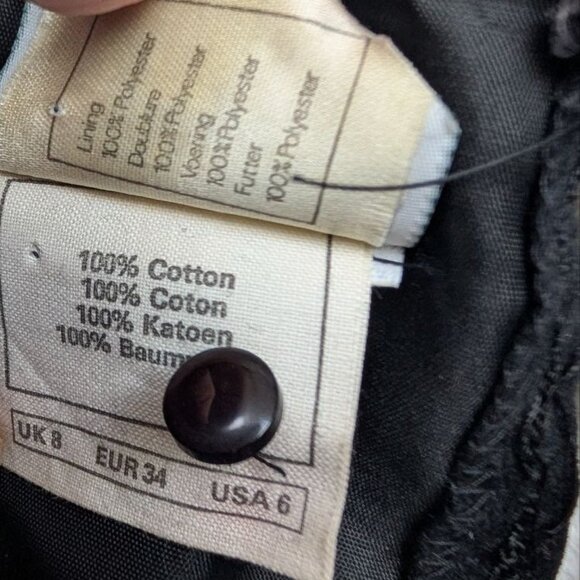 Lining
100% Polyester
Doublure
100% Polyester
Voering
100% Polyester
Futter
100% Polyester
100% Cotton
100% Coton
100% Katoen
100%
UK 8 EUR 34 USA 6